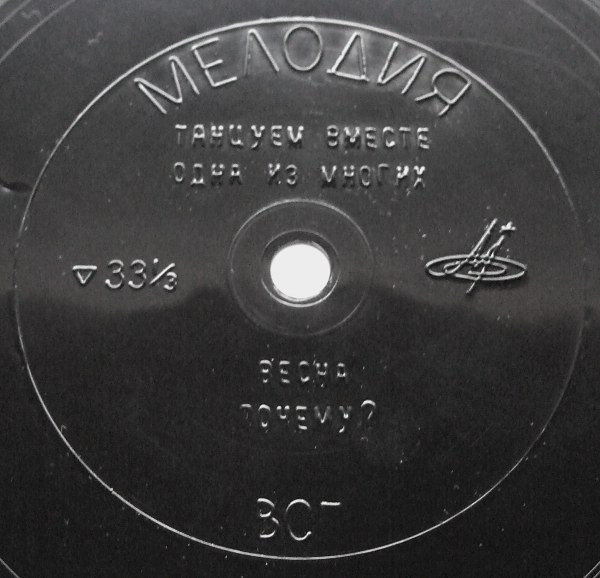 МЕЛОДИЯ
ТАНЦУЕМ ВМЕСТЕ
ОДНА ИЗ МНОГИХ
▽ 33⅓
ВЕСНА
ПОЧЕМУ?
ВСГ